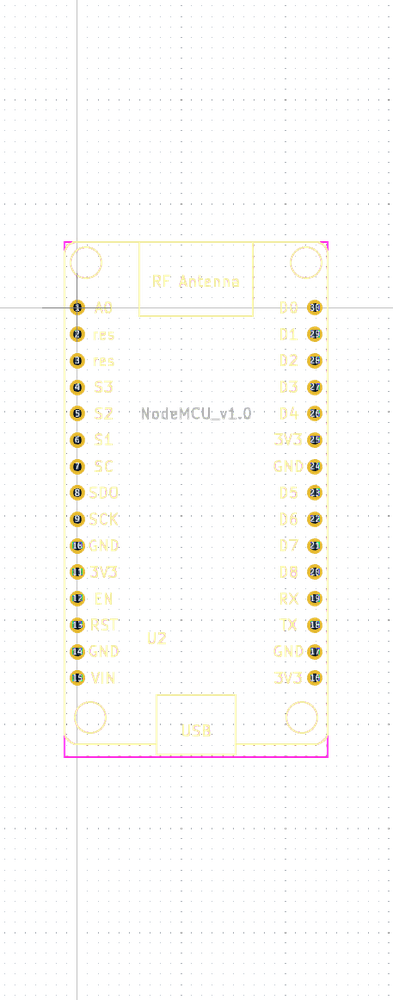 RF Antenna
1 A0 D0 30
2 res D1 29
3 res D2 28
4 S3 D3 27
5 S2 D4 26
NodeMCU_v1.0
6 S1 3V3 25
7 SC GND 24
8 SDO D5 23
9 SCK D6 22
10 GND D7 21
11 3V3 D8 20
12 EN RX 19
13 RST TX 18
U2
14 GND GND 17
15 VIN 3V3 16
USB